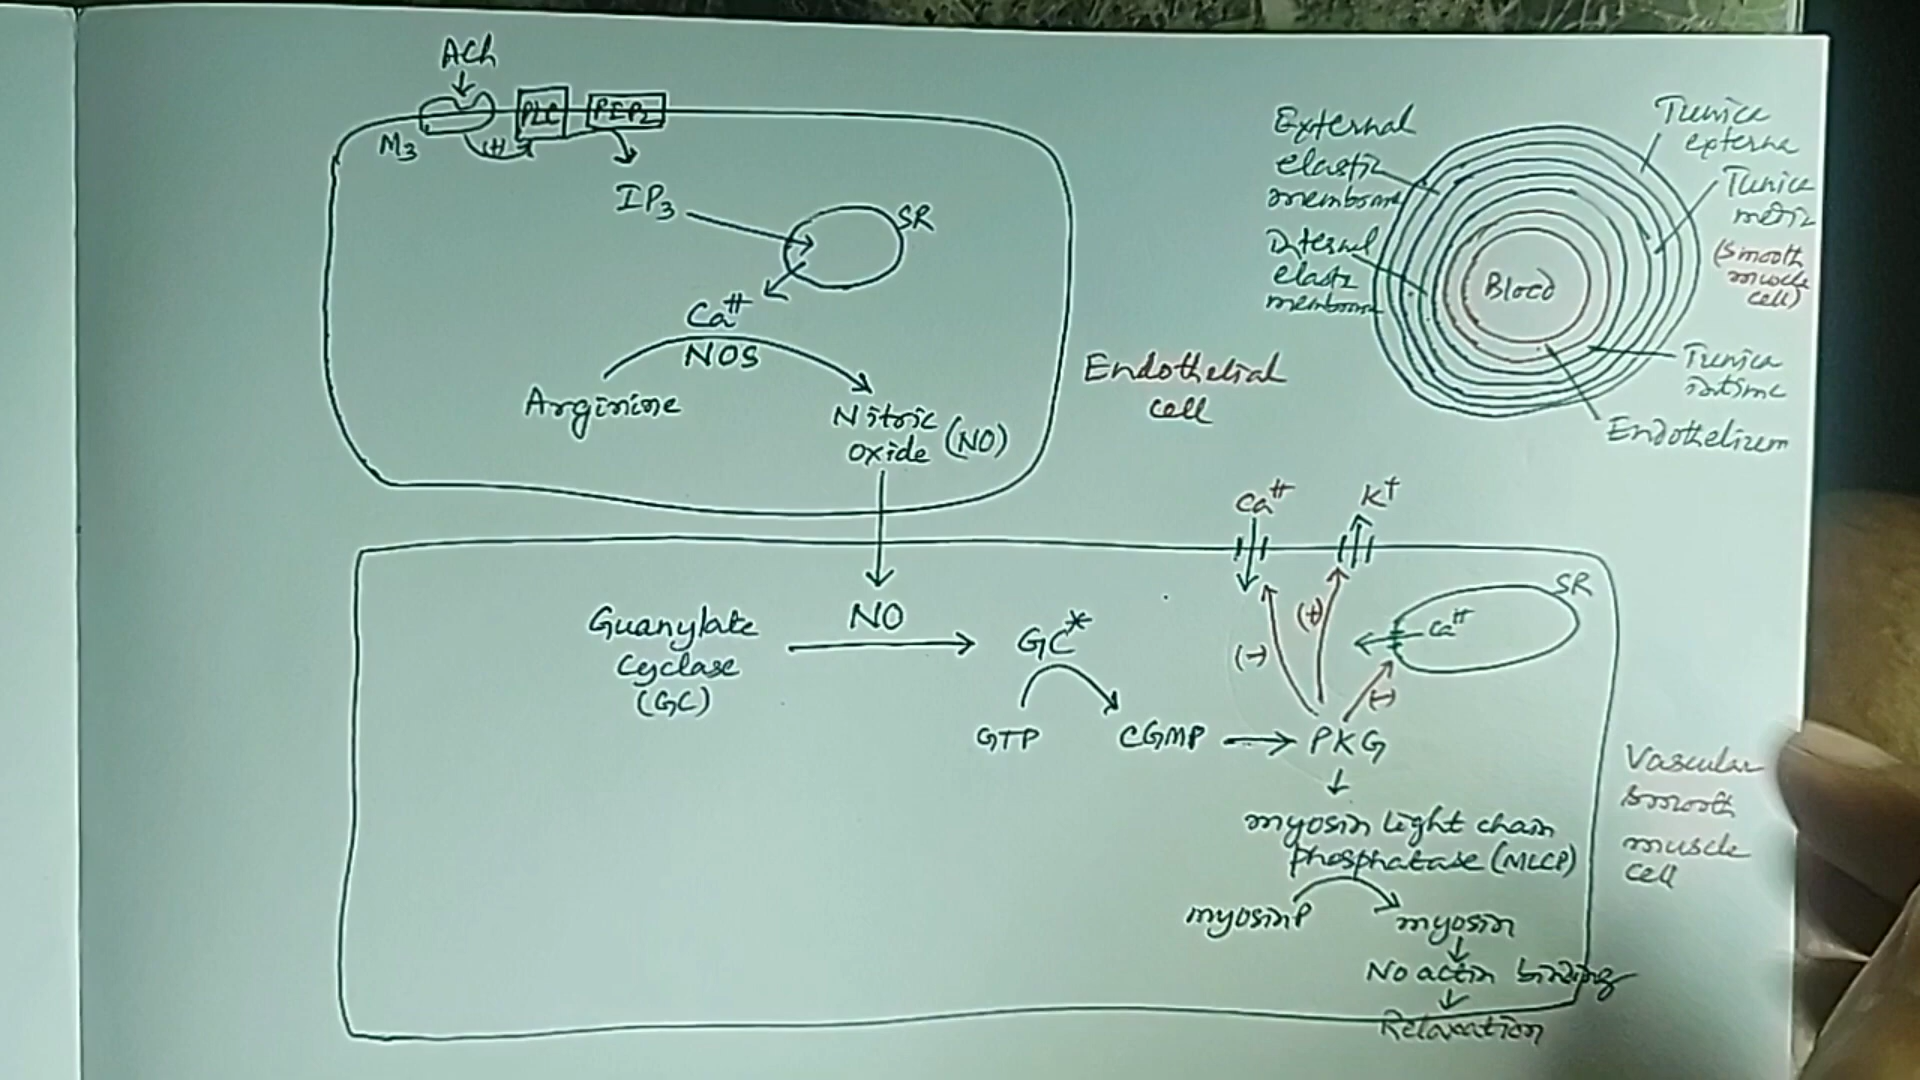 ACh
PLC
PIP₂
M₃
(+)
IP₃
SR
Ca⁺⁺
NOS
Arginine
Nitric
oxide (NO)
Endothelial
cell
External
elastic
membrane
Internal
elastic
membrane
Blood
Tunica
externa
Tunica
media
(Smooth
muscle
cell)
Tunica
intima
Endothelium
Ca⁺⁺
K⁺
SR
Ca⁺⁺
Guanylate
Cyclase
(GC)
NO
GC*
(-)
(+)
(-)
GTP
CGMP
PKG
Vascular
Smooth
muscle
cell
myosin Light chain
Phosphatase (MLCP)
myosinP
myosin
No actin binding
Relaxation